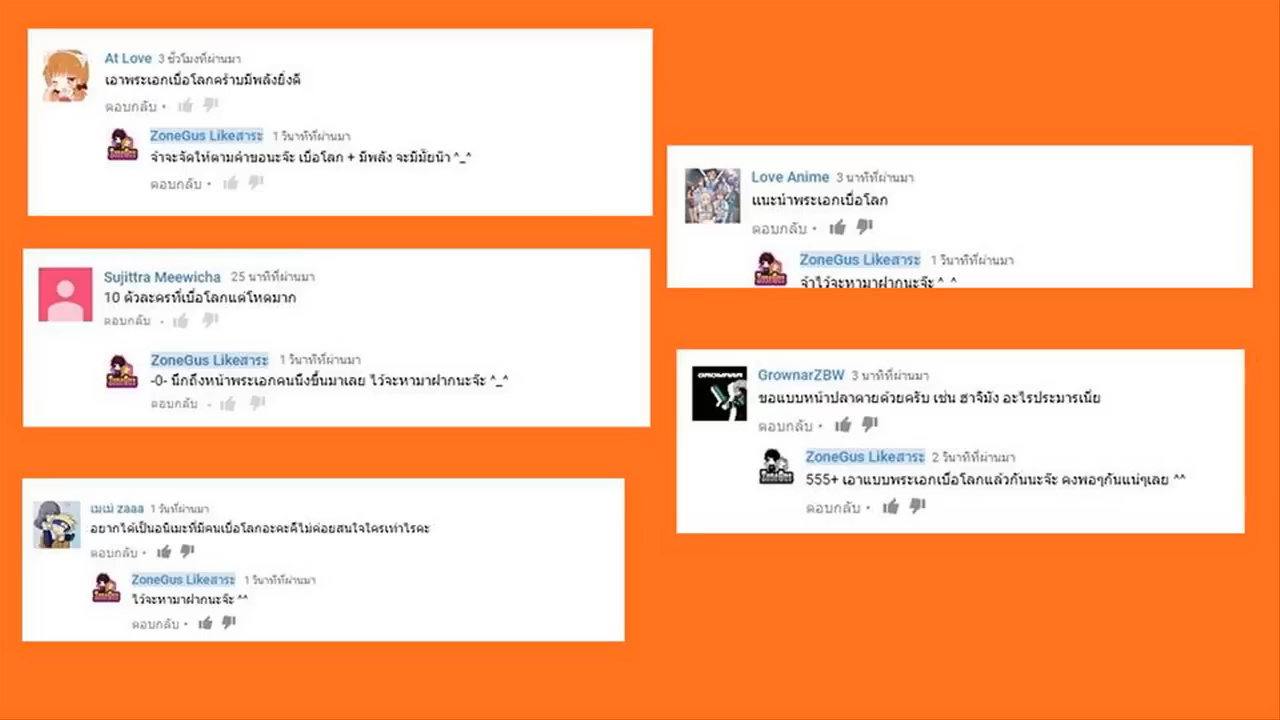 At Love 3 ชั่วโมงที่ผ่านมา
เอาพระเอกเบื่อโลกคร้าบมีพลังยิ่งดี
ตอบกลับ •
ZoneGus Likeสาระ 1 วินาทีที่ผ่านมา
จ้าจะจัดให้ตามคำขอนะจ๊ะ เบื่อโลก + มีพลัง จะมีมั้ยน้า ^_^
ตอบกลับ •
Sujittra Meewicha 25 นาทีที่ผ่านมา
10 ตัวละครที่เบื่อโลกแต่โหดมาก
ตอบกลับ •
ZoneGus Likeสาระ 1 วินาทีที่ผ่านมา
-0- นึกถึงหน้าพระเอกคนนึงขึ้นมาเลย ไว้จะหามาฝากนะจ๊ะ ^_^
ตอบกลับ •
เมเม่ zaaa 1 วันที่ผ่านมา
อยากได้เป็นอนิเมะที่มีคนเบื่อโลกอะคะคือไม่ค่อยสนใจใครเท่าไรคะ
ตอบกลับ •
ZoneGus Likeสาระ 1 วินาทีที่ผ่านมา
ไว้จะหามาฝากนะจ๊ะ ^^
ตอบกลับ •
Love Anime 3 นาทีที่ผ่านมา
แนะนำพระเอกเบื่อโลก
ตอบกลับ •
ZoneGus Likeสาระ 1 วินาทีที่ผ่านมา
จ้าไว้จะหามาฝากนะจ๊ะ ^_^
GROWNAR
GrownarZBW 3 นาทีที่ผ่านมา
ขอแบบหน้าปลาตายด้วยครับ เช่น ฮาจิมัง อะไรประมารเนี่ย
ตอบกลับ •
ZoneGus Likeสาระ 2 วินาทีที่ผ่านมา
555+ เอาแบบพระเอกเบื่อโลกแล้วกันนะจ๊ะ คงพอๆกันแน่ๆเลย ^^
ตอบกลับ •